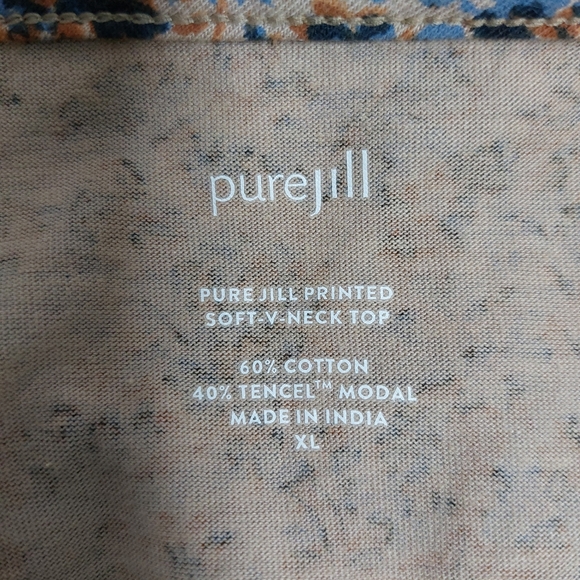 purejill
PURE JILL PRINTED
SOFT-V-NECK TOP
60% COTTON
40% TENCEL™ MODAL
MADE IN INDIA
XL